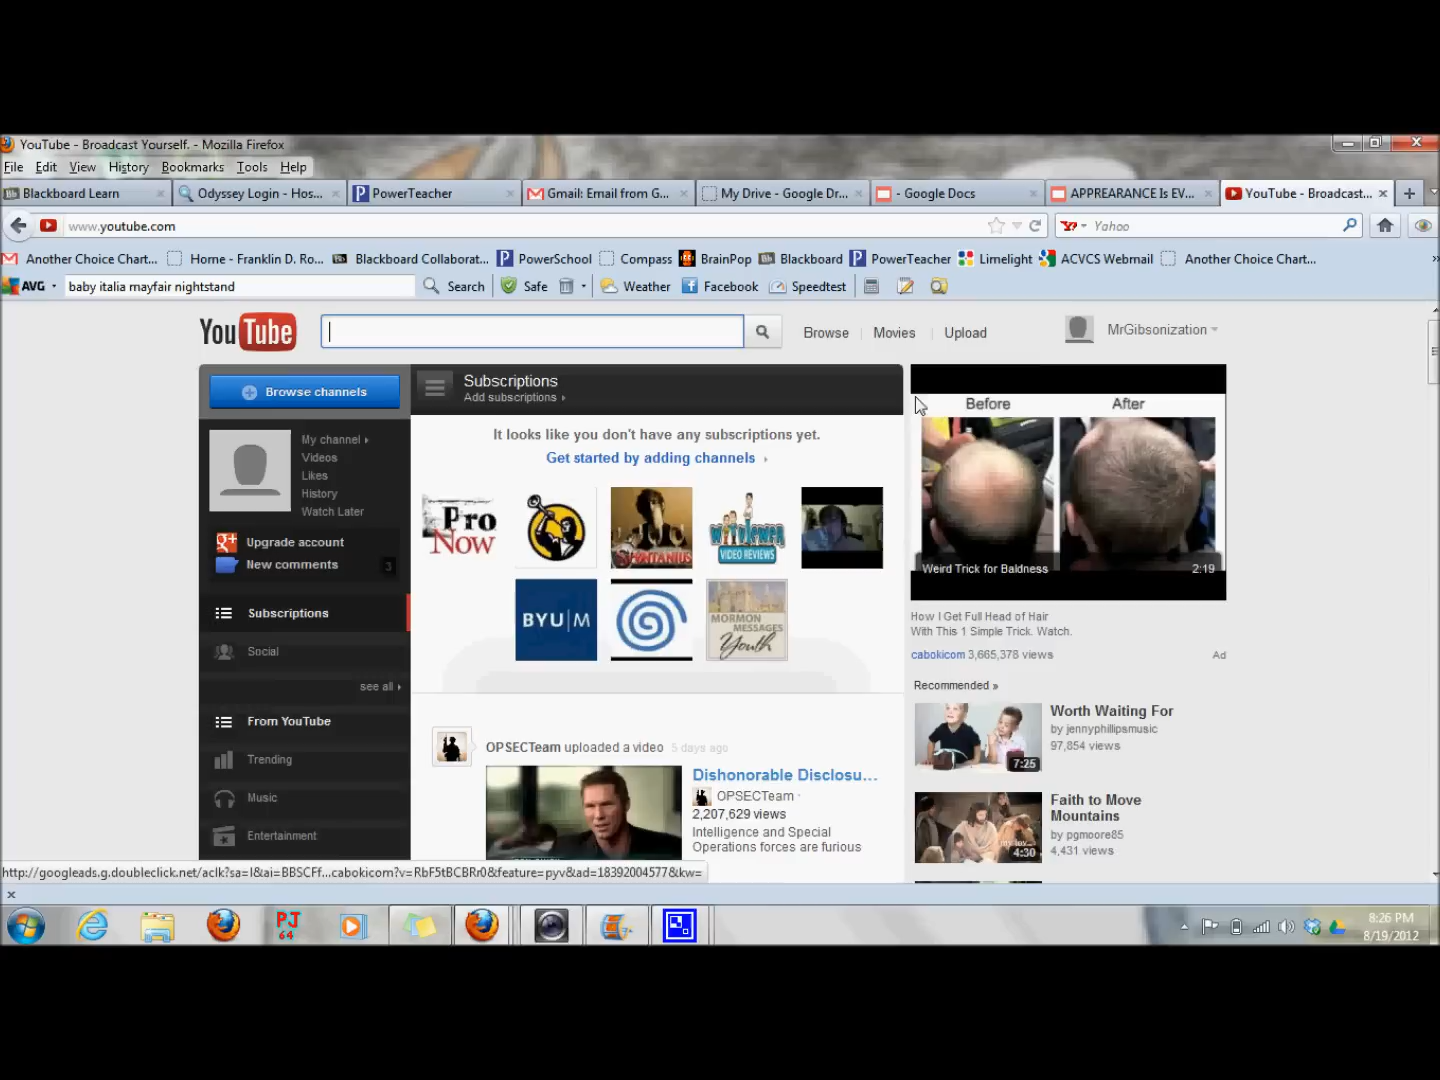 YouTube - Broadcast Yourself. - Mozilla Firefox
File Edit View History Bookmarks Tools Help
Blackboard Learn Odyssey Login - Hos... PowerTeacher Gmail: Email from G... My Drive - Google Dr... - Google Docs APPREARANCE Is EV... YouTube - Broadcast...
www.youtube.com Yahoo
Another Choice Chart... Home - Franklin D. Ro... Blackboard Collaborat... PowerSchool Compass BrainPop Blackboard PowerTeacher Limelight ACVCS Webmail Another Choice Chart...
AVG baby italia mayfair nightstand Search Safe Weather Facebook Speedtest
YouTube Browse Movies Upload MrGibsonization
Browse channels
My channel
Videos
Likes
History
Watch Later
Upgrade account
New comments 3
Subscriptions
Social
see all
From YouTube
Trending
Music
Entertainment
Subscriptions
Add subscriptions
It looks like you don't have any subscriptions yet.
Get started by adding channels
Pro
Now
WITHTENER
VIDEO REVIEWS
BYU|M
MORMON
MESSAGES
Youth
OPSECTeam uploaded a video 5 days ago
Dishonorable Disclosu...
OPSECTeam
2,207,629 views
Intelligence and Special
Operations forces are furious
Before After
Weird Trick for Baldness 2:19
How I Get Full Head of Hair
With This 1 Simple Trick. Watch.
cabokicom 3,665,378 views Ad
Recommended »
Worth Waiting For
by jennyphillipsmusic
97,854 views
7:25
Faith to Move
Mountains
by pgmoore85
4,431 views
4:30
http://googleads.g.doubleclick.net/aclk?sa=l&ai=BBSCFf...cabokicom?v=RbF5tBCBRr0&feature=pyv&ad=18392004577&kw=
PJ
64
8:26 PM
8/19/2012